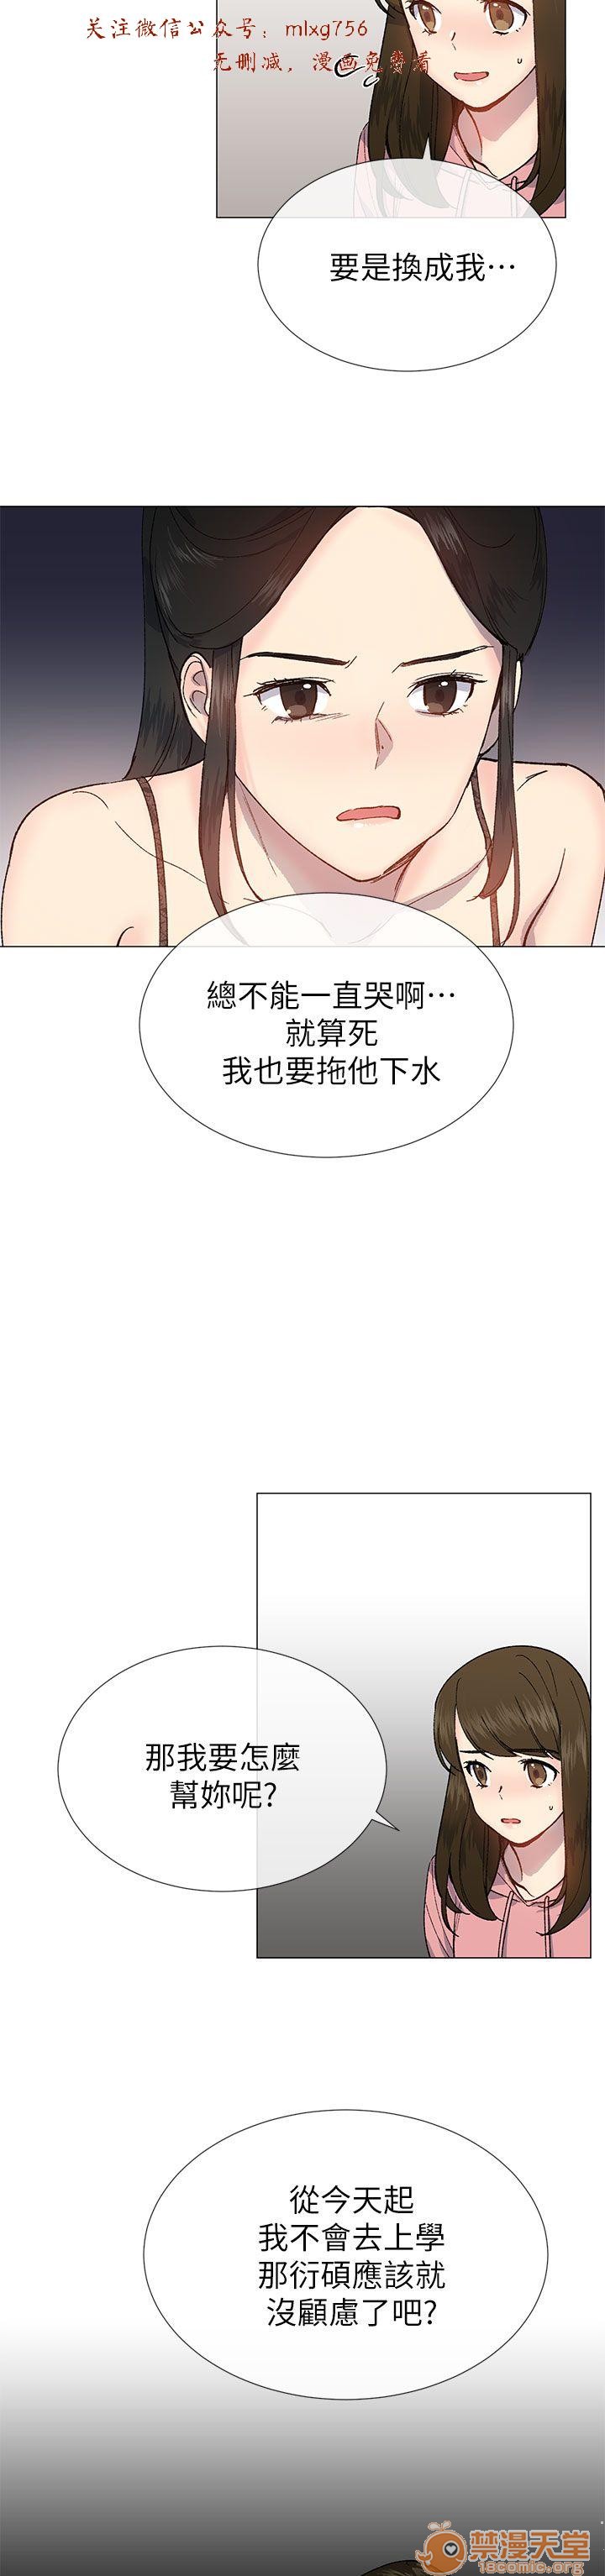 关注微信公众号：mlxg756
无删减，漫画免费看
要是換成我⋯
總不能一直哭啊⋯
就算死
我也要拖他下水
那我要怎麼
幫妳呢?
從今天起
我不會去上學
那衍碩應該就
沒顧慮了吧?
禁漫天堂
18comic.org